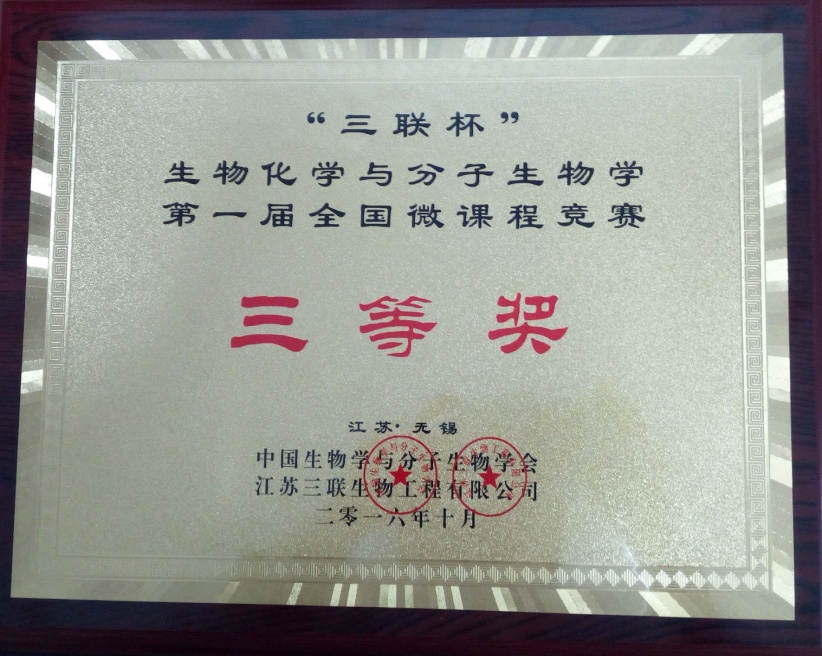 “三联杯”
生物化学与分子生物学
第一届全国微课程竞赛
三等奖
江苏·无锡
中国生物学与分子生物学会
江苏三联生物工程有限公司
二零一六年十月